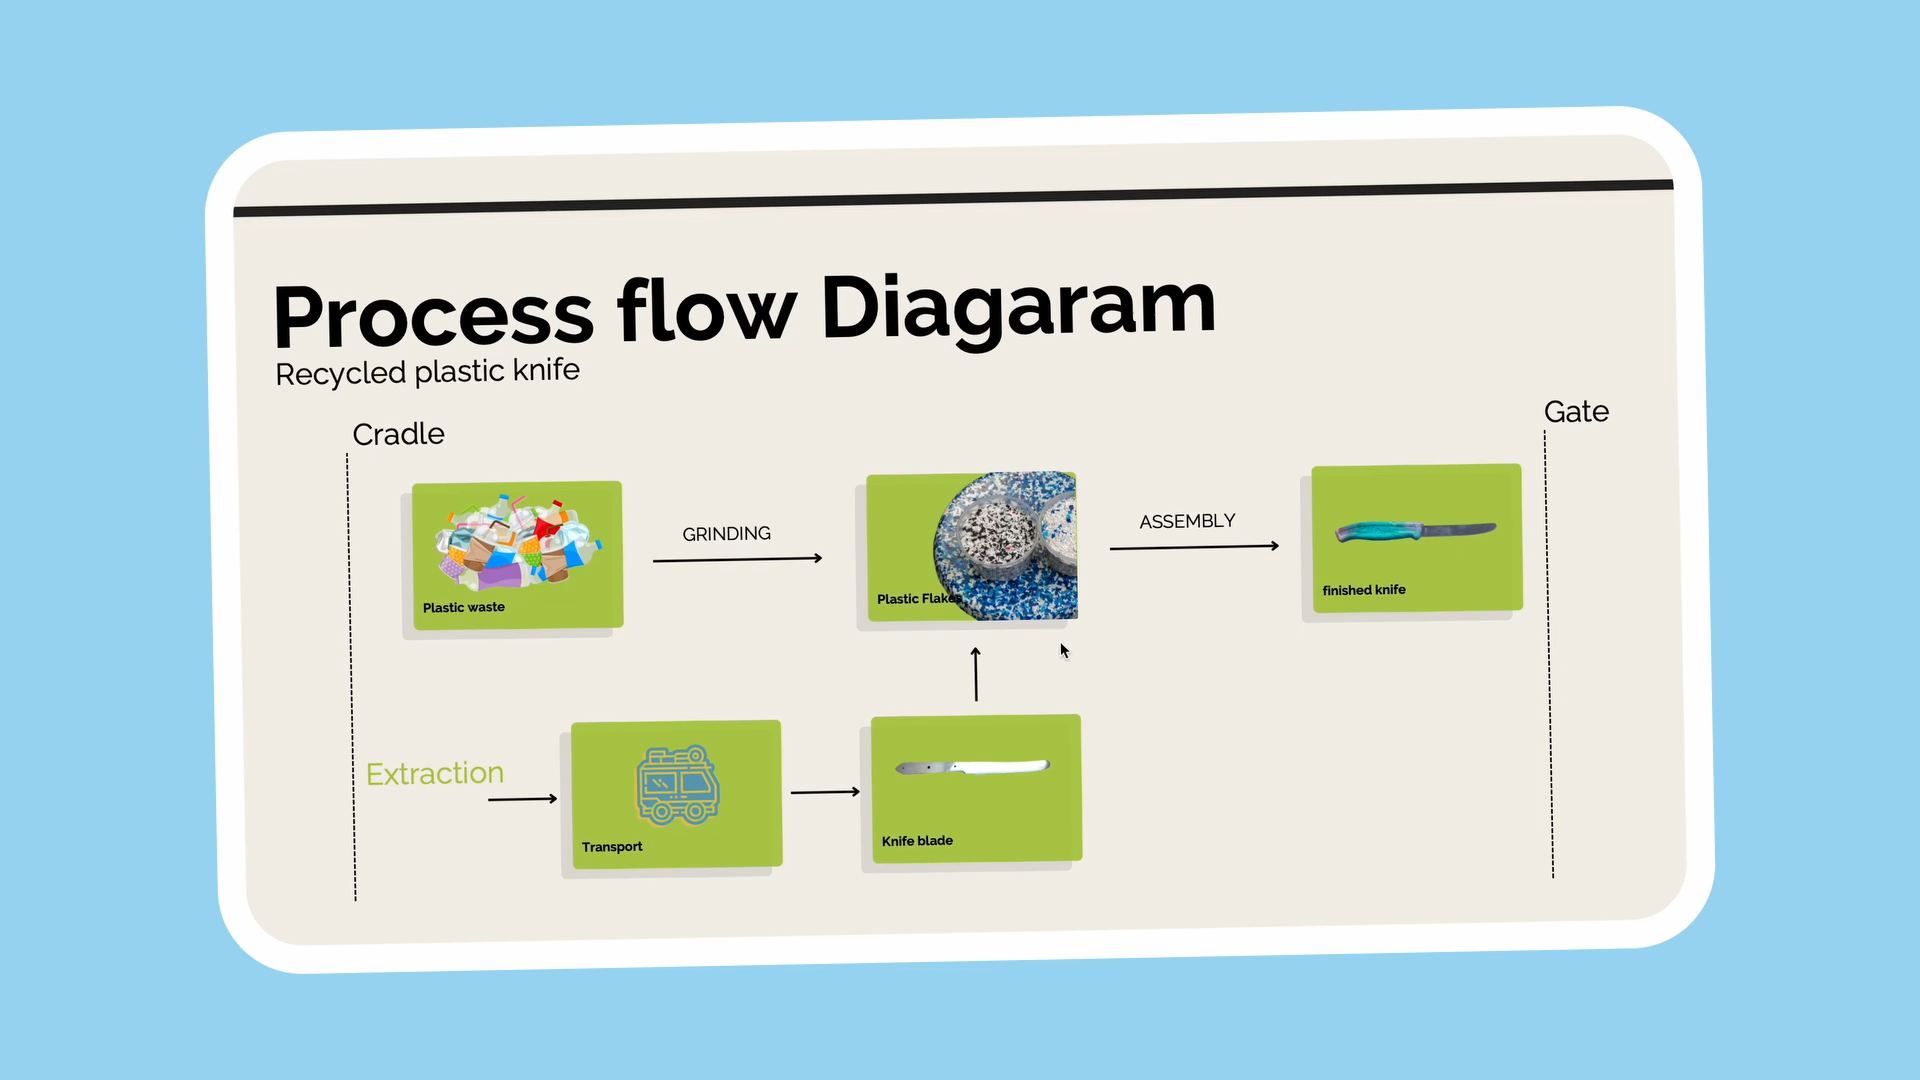 Process flow Diagaram
Recycled plastic knife
Cradle
Gate
GRINDING
ASSEMBLY
Plastic waste
Plastic Flakes
finished knife
Extraction
Transport
Knife blade